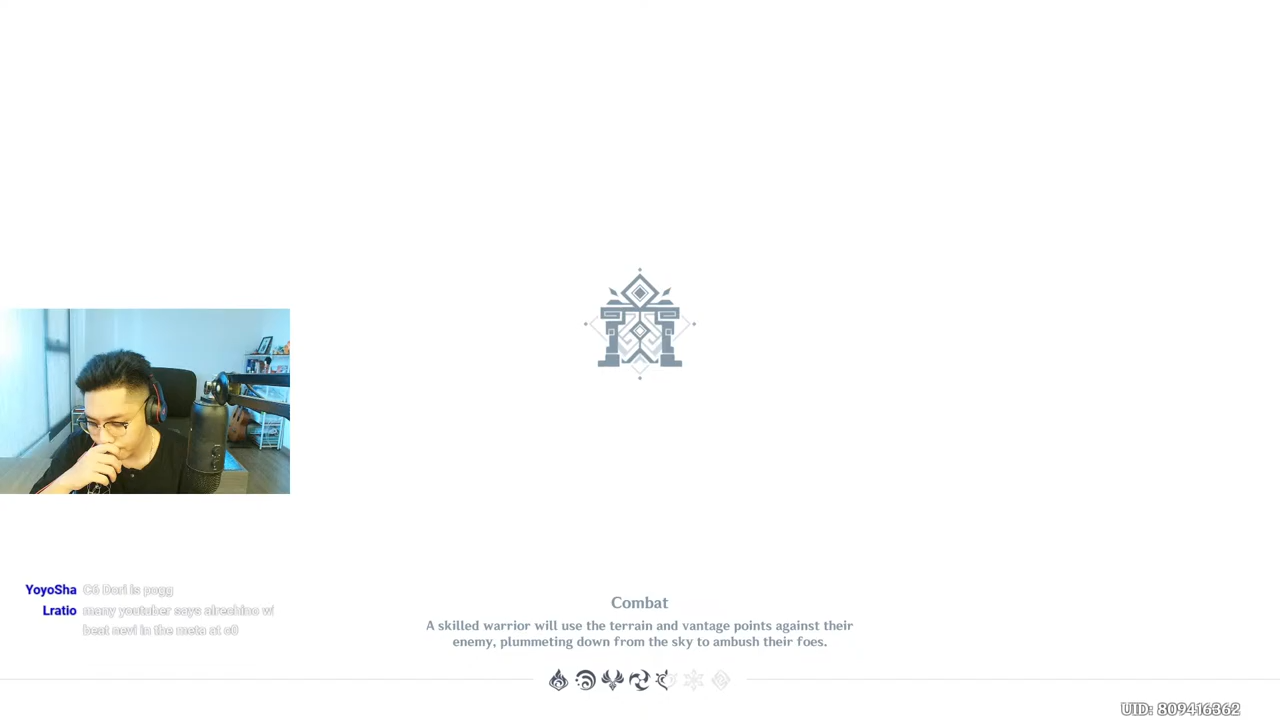 YoyoSha C6 Dori is pogg
Lratio many youtuber says alrechino wi
beat nevi in the meta at c0
Combat
A skilled warrior will use the terrain and vantage points against their
enemy, plummeting down from the sky to ambush their foes.
UID: 809416362